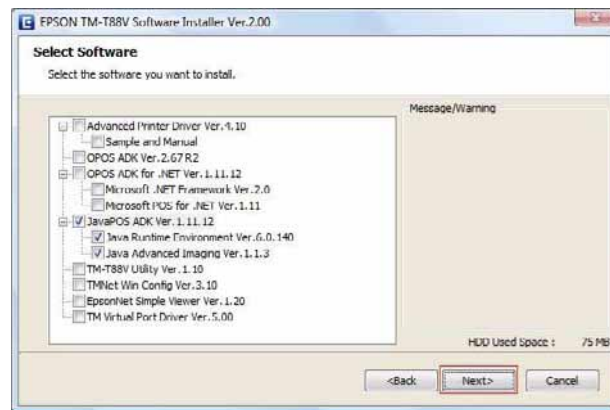 EPSON TM-T88V Software Installer Ver.2.00
Select Software
Select the software you want to install.
Message/Warning
Advanced Printer Driver Ver.4.10
Sample and Manual
OPOS ADK Ver.2.67 R2
OPOS ADK for .NET Ver.1.11.12
Microsoft .NET Framework Ver.2.0
Microsoft POS for .NET Ver.1.11
JavaPOS ADK Ver.1.11.12
Java Runtime Environment Ver.6.0.140
Java Advanced Imaging Ver.1.1.3
TM-T88V Utility Ver.1.10
TMNet Win Config Ver.3.10
EpsonNet Simple Viewer Ver.1.20
TM Virtual Port Driver Ver.5.00
HDD Used Space : 75 MB
<Back Next> Cancel